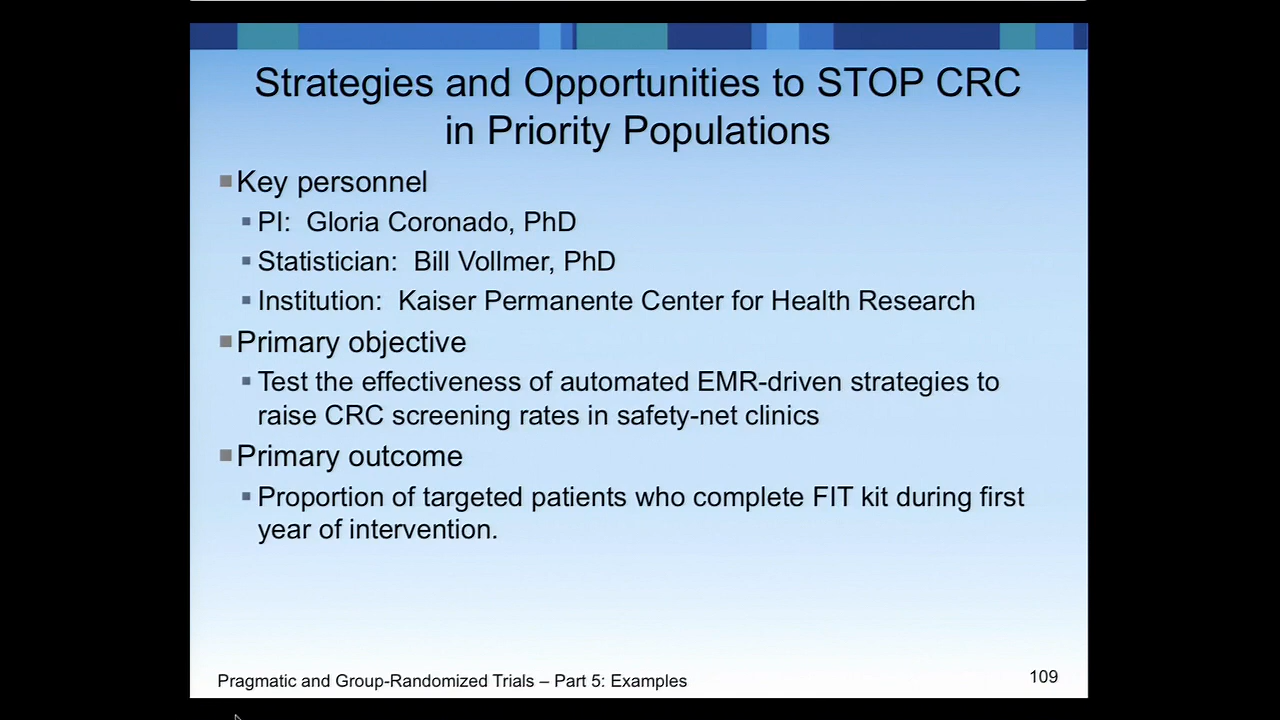 Strategies and Opportunities to STOP CRC
in Priority Populations
Key personnel
PI: Gloria Coronado, PhD
Statistician: Bill Vollmer, PhD
Institution: Kaiser Permanente Center for Health Research
Primary objective
Test the effectiveness of automated EMR-driven strategies to
raise CRC screening rates in safety-net clinics
Primary outcome
Proportion of targeted patients who complete FIT kit during first
year of intervention.
Pragmatic and Group-Randomized Trials – Part 5: Examples
109